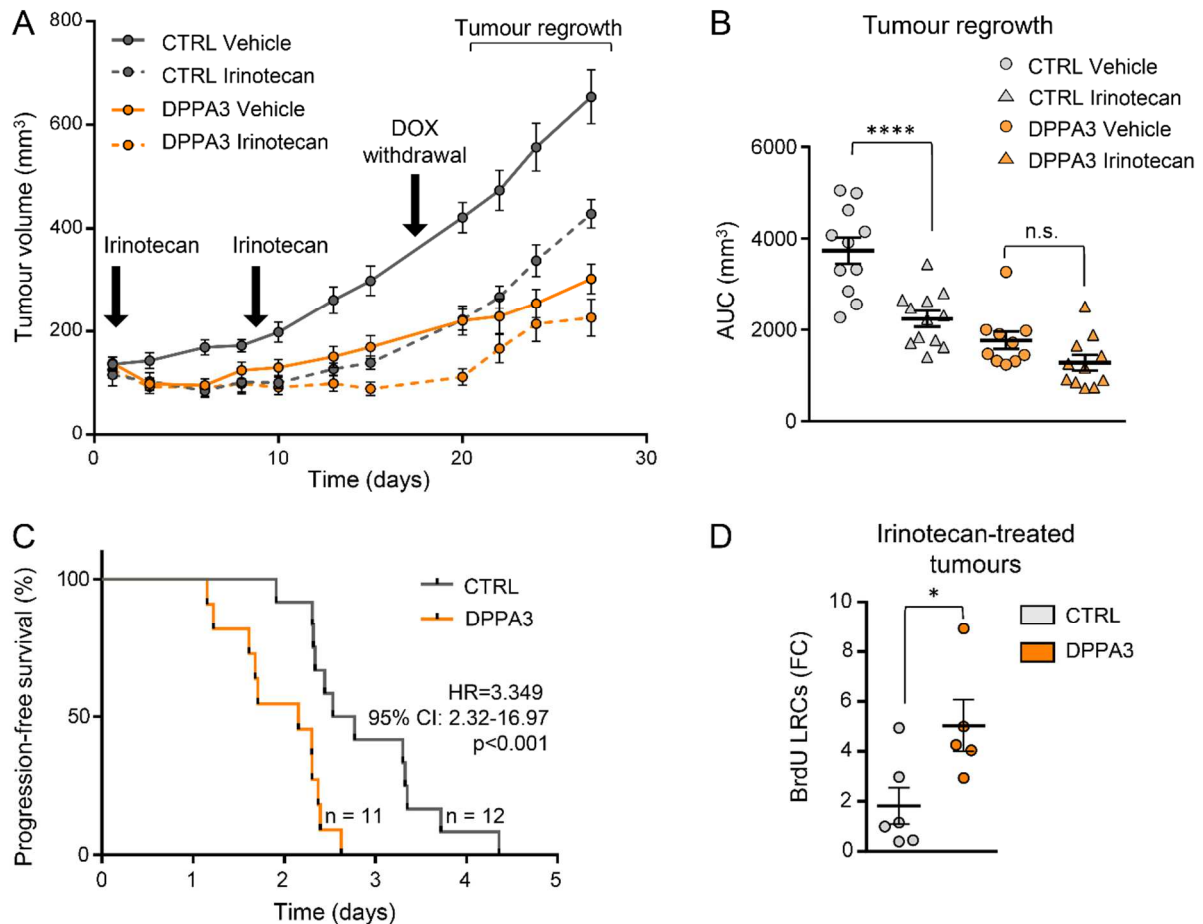 A
Tumour volume (mm³)
800
600
400
200
0
CTRL Vehicle
CTRL Irinotecan
DPPA3 Vehicle
DPPA3 Irinotecan
Tumour regrowth
DOX
withdrawal
Irinotecan
Irinotecan
0
10
20
30
Time (days)
B
Tumour regrowth
CTRL Vehicle
CTRL Irinotecan
DPPA3 Vehicle
DPPA3 Irinotecan
AUC (mm³)
6000
4000
2000
0
****
n.s.
C
Progression-free survival (%)
100
50
0
CTRL
DPPA3
HR=3.349
95% CI: 2.32-16.97
p<0.001
n = 11
n = 12
0
1
2
3
4
5
Time (days)
D
Irinotecan-treated
tumours
BrdU LRCs (FC)
10
8
6
4
2
0
*
CTRL
DPPA3